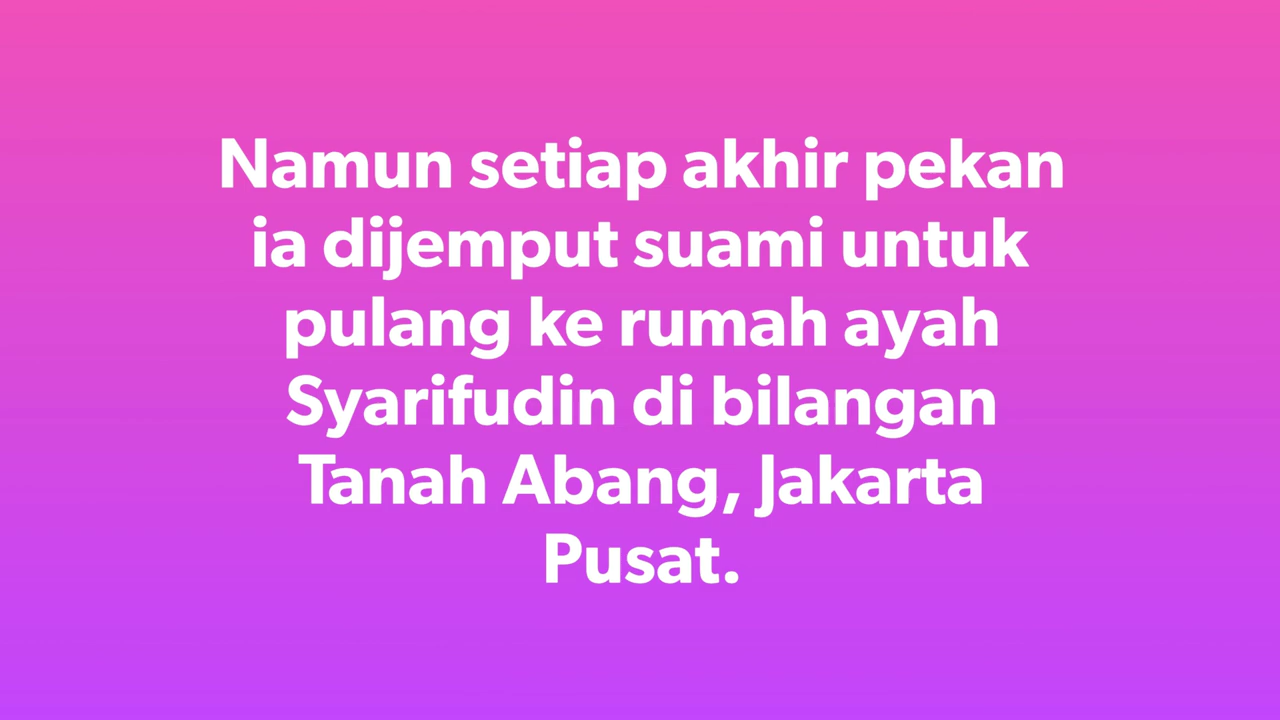 Namun setiap akhir pekan
ia dijemput suami untuk
pulang ke rumah ayah
Syarifudin di bilangan
Tanah Abang, Jakarta
Pusat.